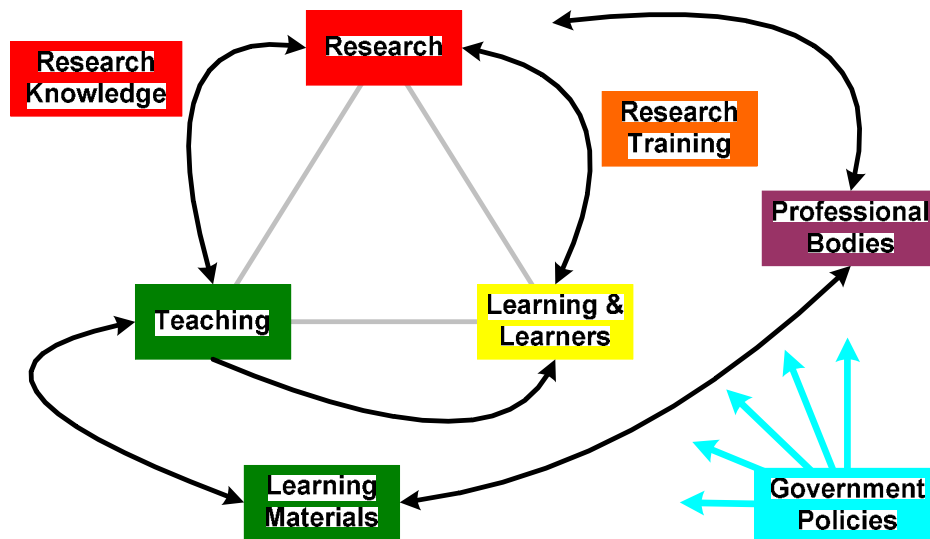 Research
Research
Knowledge
Research
Training
Professional
Bodies
Teaching
Learning &
Learners
Learning
Materials
Government
Policies